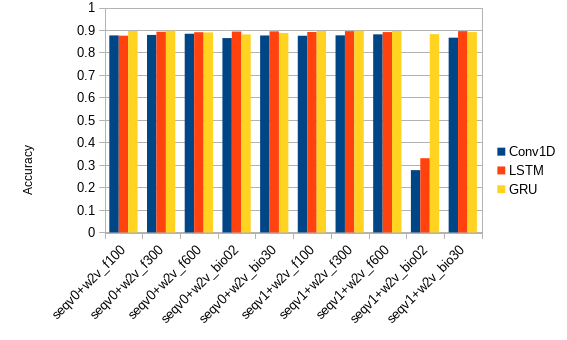 1
0.9
0.8
0.7
0.6
0.5
0.4
0.3
0.2
0.1
0
Accuracy
seqv0+w2v_f100
seqv0+w2v_f300
seqv0+w2v_f600
seqv0+w2v_bio02
seqv0+w2v_bio30
seqv1+w2v_f100
seqv1+w2v_f300
seqv1+w2v_f600
seqv1+w2v_bio02
seqv1+w2v_bio30
Conv1D
LSTM
GRU